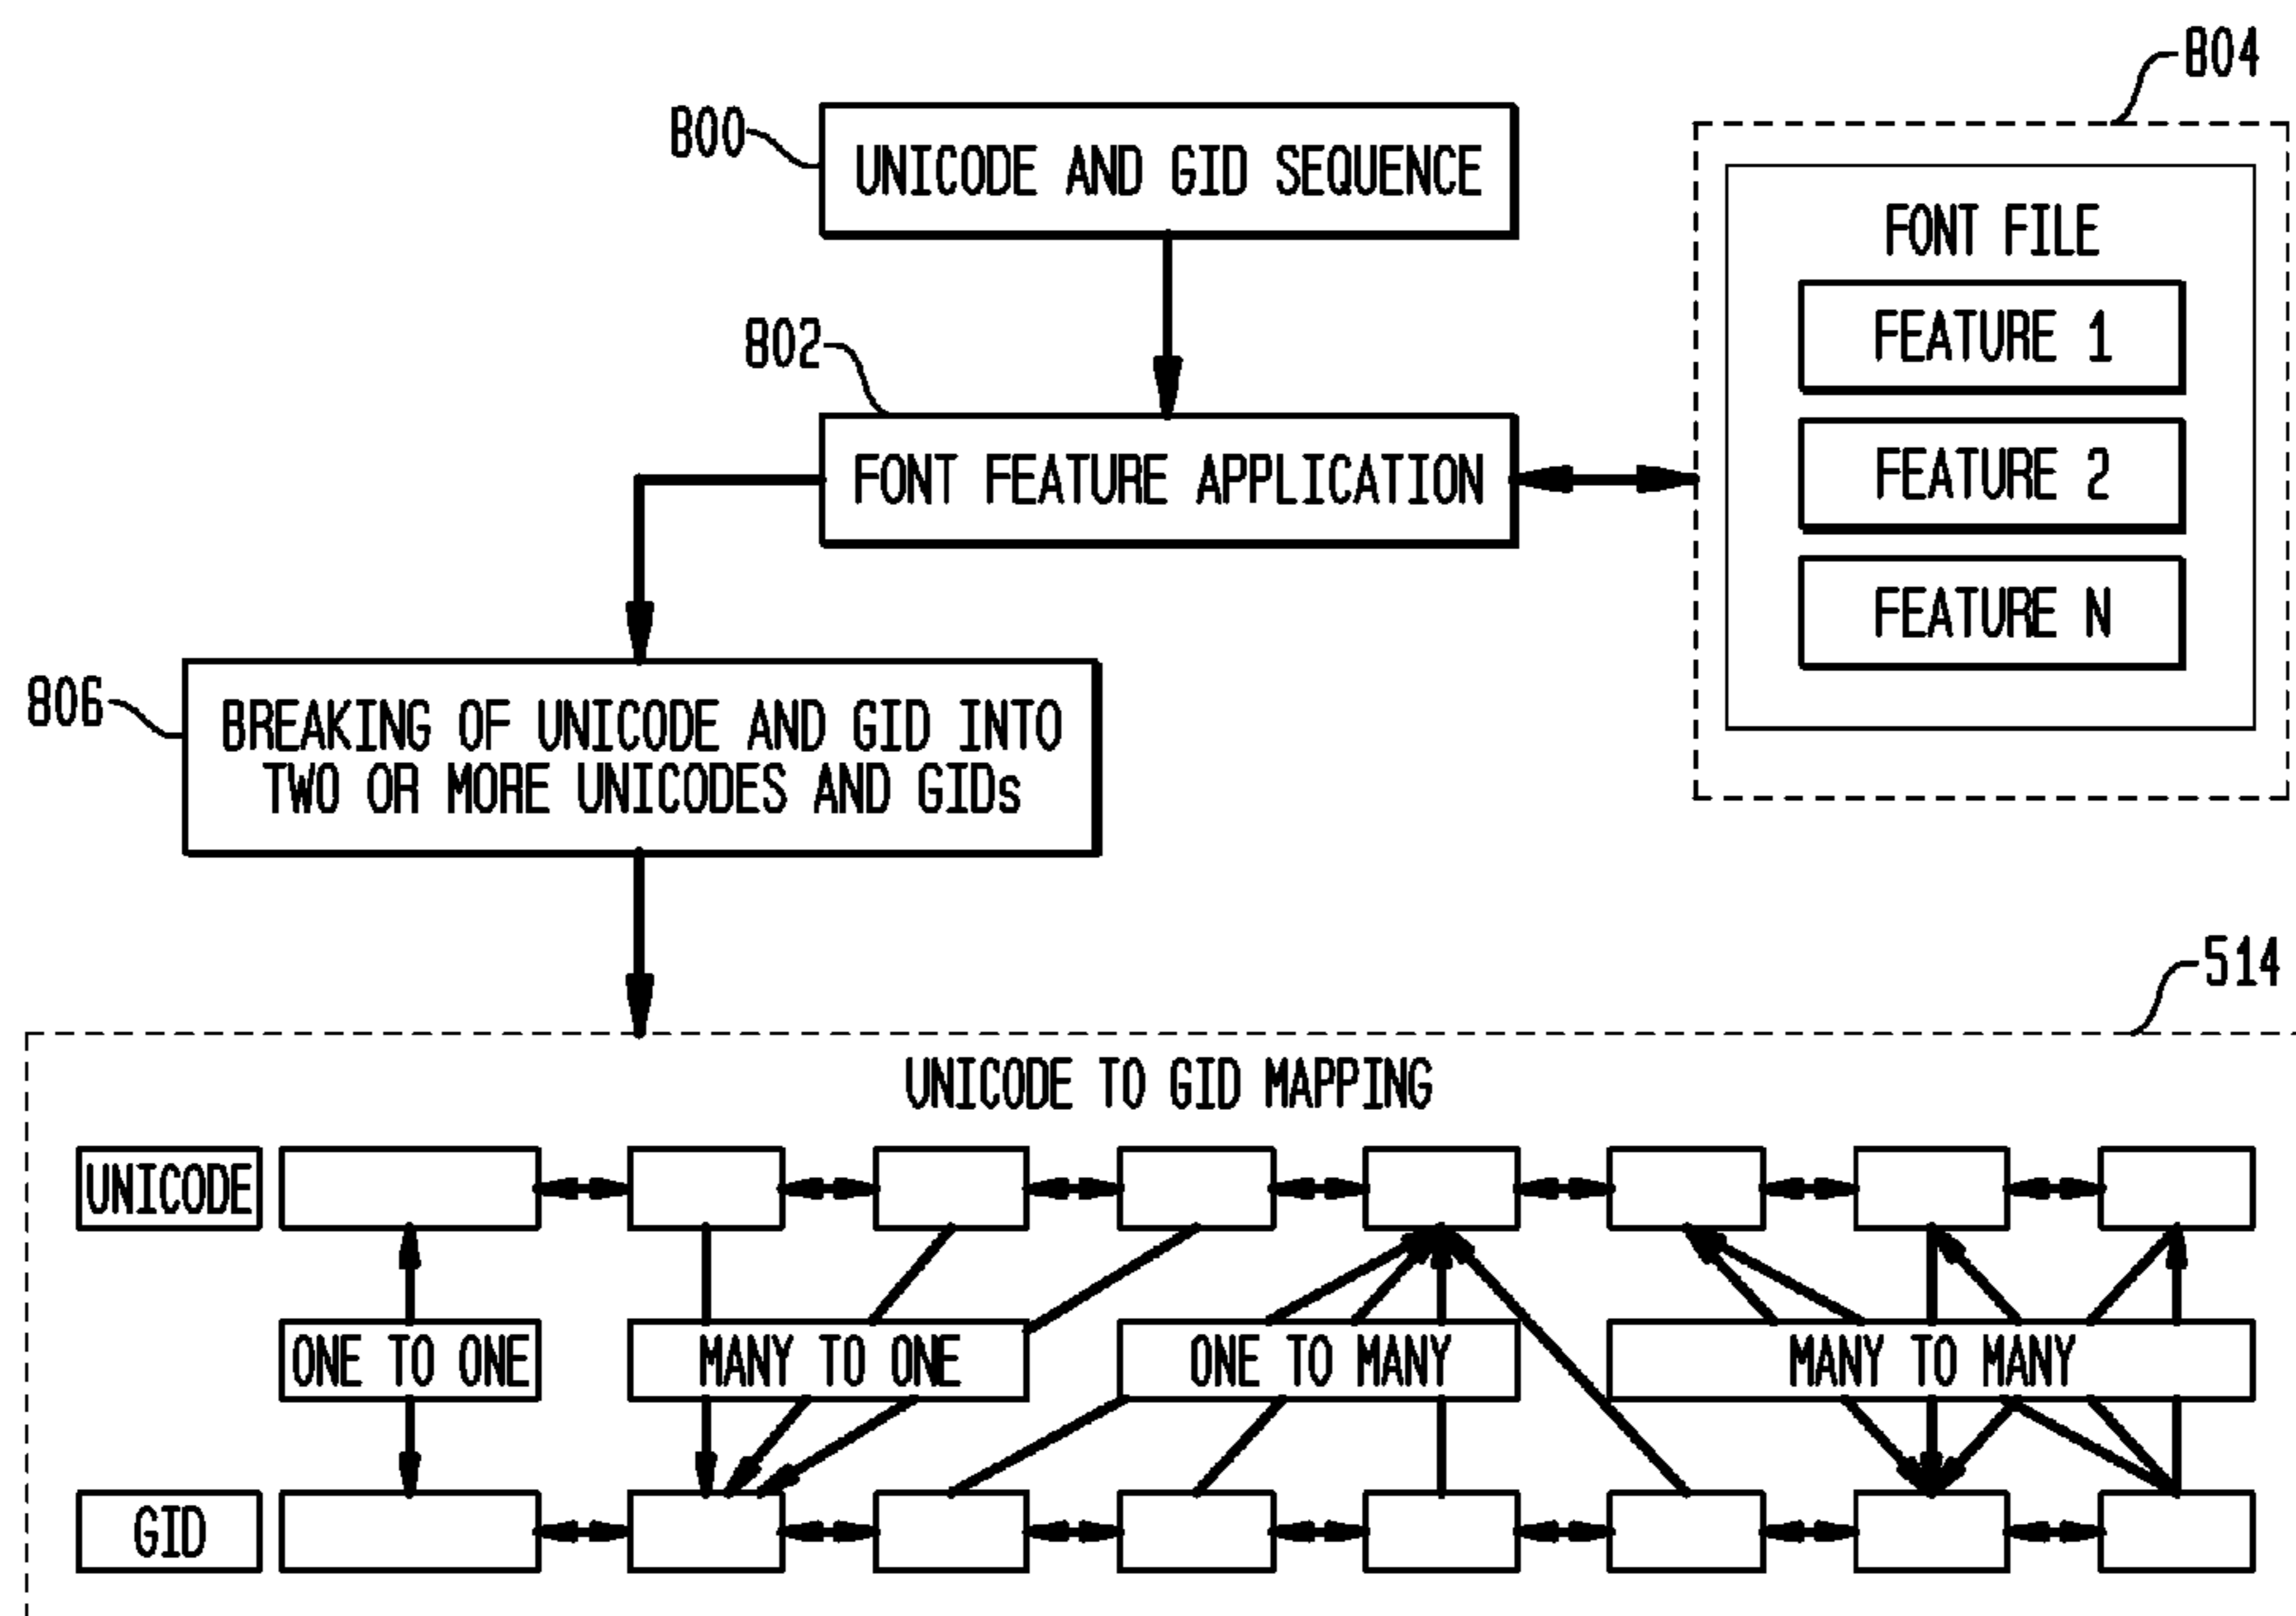 800
UNICODE AND GID SEQUENCE
804
FONT FILE
FEATURE 1
FEATURE 2
FEATURE N
802
FONT FEATURE APPLICATION
806
BREAKING OF UNICODE AND GID INTO
TWO OR MORE UNICODES AND GIDs
514
UNICODE TO GID MAPPING
UNICODE
ONE TO ONE
MANY TO ONE
ONE TO MANY
MANY TO MANY
GID